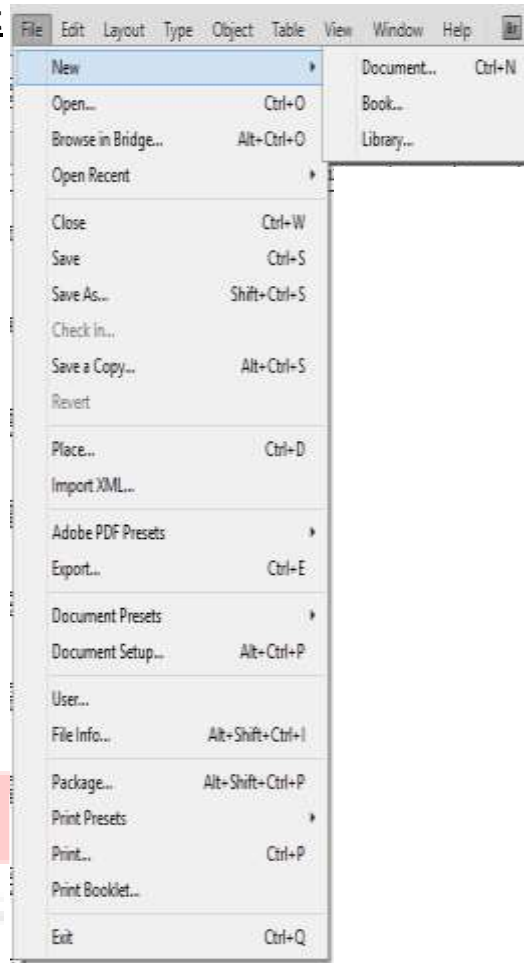 File Edit Layout Type Object Table View Window Help Br
New Document... Ctrl+N
Open... Ctrl+O Book...
Browse in Bridge... Alt+Ctrl+O Library...
Open Recent
Close Ctrl+W
Save Ctrl+S
Save As... Shift+Ctrl+S
Check in...
Save a Copy... Alt+Ctrl+S
Revert
Place... Ctrl+D
Import XML...
Adobe PDF Presets
Export... Ctrl+E
Document Presets
Document Setup... Alt+Ctrl+P
User...
File Info... Alt+Shift+Ctrl+I
Package... Alt+Shift+Ctrl+P
Print Presets
Print... Ctrl+P
Print Booklet...
Exit Ctrl+Q